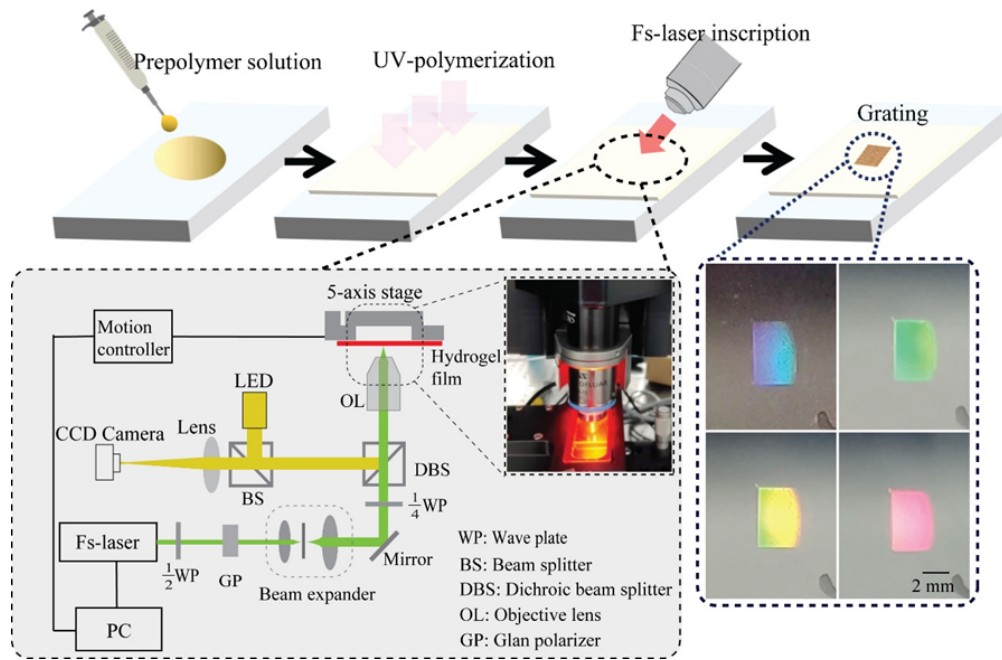 Prepolymer solution
UV-polymerization
Fs-laser inscription
Grating
5-axis stage
Motion
controller
Hydrogel
film
LED
OL
Lens
CCD Camera
BS
DBS
1/4 WP
Fs-laser
1/2 WP
GP
Beam expander
Mirror
PC
WP: Wave plate
BS: Beam splitter
DBS: Dichroic beam splitter
OL: Objective lens
GP: Glan polarizer
2 mm